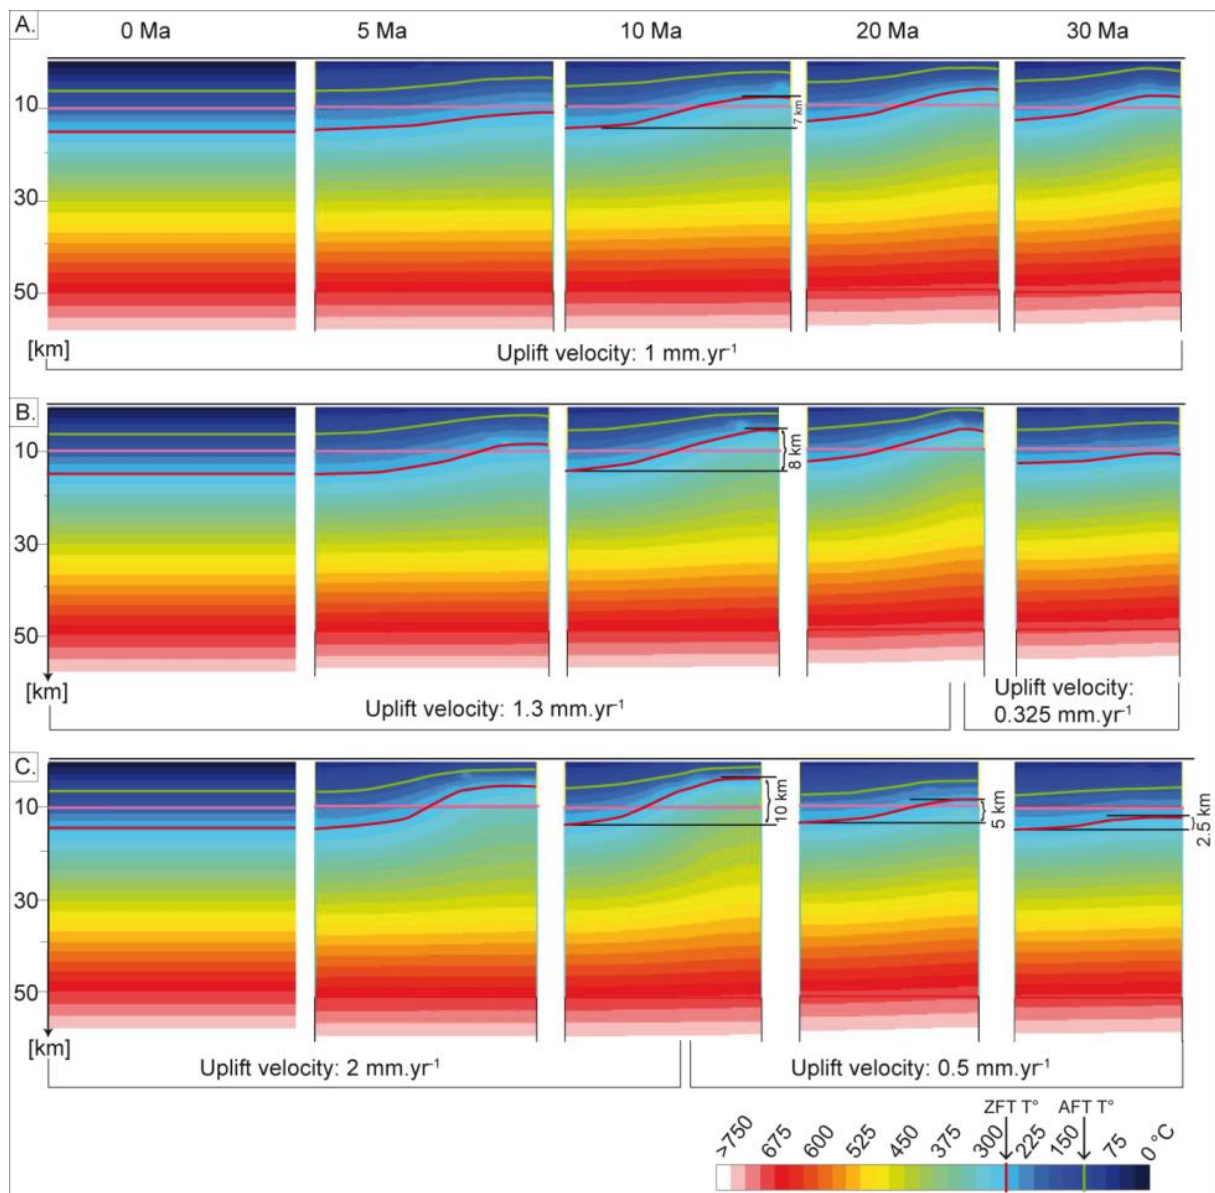 A.
0 Ma 5 Ma 10 Ma 20 Ma 30 Ma
10
7 km
30
50
[km]
Uplift velocity: 1 mm.yr⁻¹
B.
10
8 km
30
50
[km]
Uplift velocity: 1.3 mm.yr⁻¹
Uplift velocity:
0.325 mm.yr⁻¹
C.
10
10 km
5 km
2.5 km
30
50
[km]
Uplift velocity: 2 mm.yr⁻¹
Uplift velocity: 0.5 mm.yr⁻¹
ZFT T° AFT T°
>750 675 600 525 450 375 300 225 150 75 0 °C